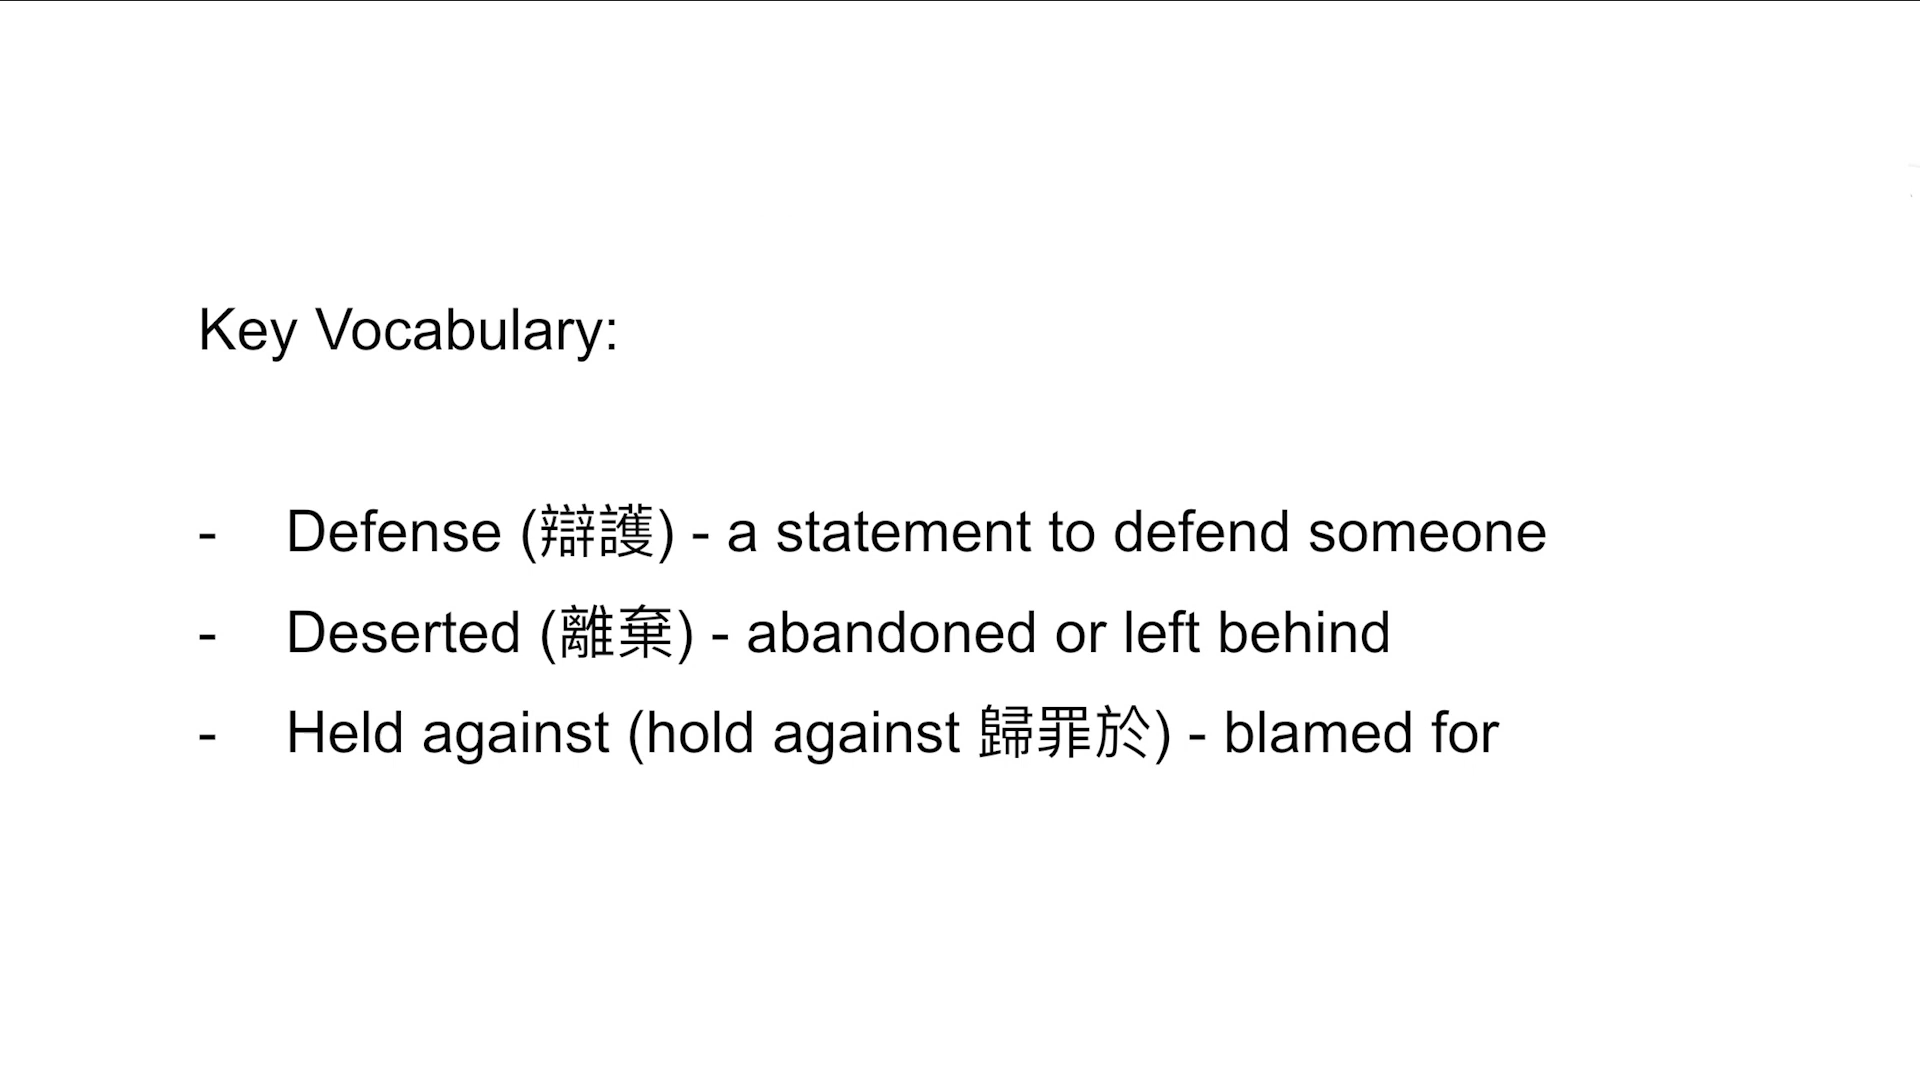 Key Vocabulary:
- Defense (辯護) - a statement to defend someone
- Deserted (離棄) - abandoned or left behind
- Held against (hold against 歸罪於) - blamed for